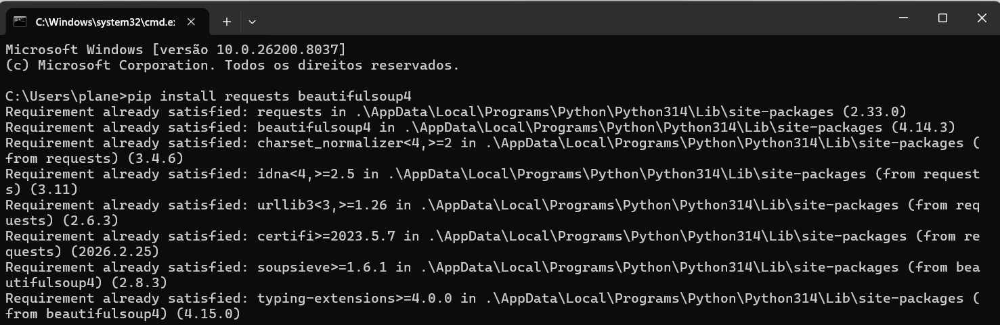 C:\Windows\system32\cmd.e:
Microsoft Windows [versão 10.0.26200.8037]
(c) Microsoft Corporation. Todos os direitos reservados.
C:\Users\plane>pip install requests beautifulsoup4
Requirement already satisfied: requests in .\AppData\Local\Programs\Python\Python314\Lib\site-packages (2.33.0)
Requirement already satisfied: beautifulsoup4 in .\AppData\Local\Programs\Python\Python314\Lib\site-packages (4.14.3)
Requirement already satisfied: charset_normalizer<4,>=2 in .\AppData\Local\Programs\Python\Python314\Lib\site-packages (
from requests) (3.4.6)
Requirement already satisfied: idna<4,>=2.5 in .\AppData\Local\Programs\Python\Python314\Lib\site-packages (from request
s) (3.11)
Requirement already satisfied: urllib3<3,>=1.26 in .\AppData\Local\Programs\Python\Python314\Lib\site-packages (from req
uests) (2.6.3)
Requirement already satisfied: certifi>=2023.5.7 in .\AppData\Local\Programs\Python\Python314\Lib\site-packages (from re
quests) (2026.2.25)
Requirement already satisfied: soupsieve>=1.6.1 in .\AppData\Local\Programs\Python\Python314\Lib\site-packages (from bea
utifulsoup4) (2.8.3)
Requirement already satisfied: typing-extensions>=4.0.0 in .\AppData\Local\Programs\Python\Python314\Lib\site-packages (
from beautifulsoup4) (4.15.0)